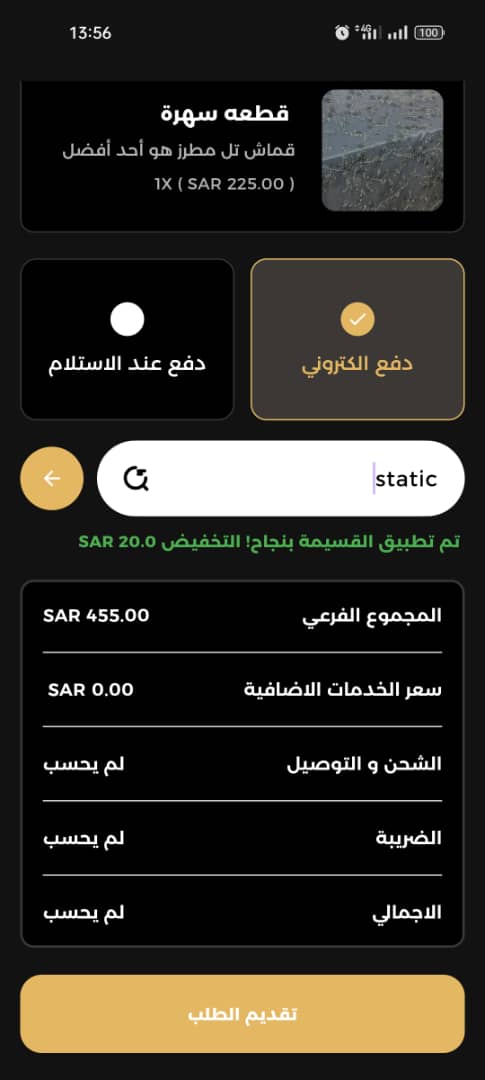 13:56
4G 100
قطعه سهرة
قماش تل مطرز هو أحد أفضل
1X ( SAR 225.00 )
دفع الكتروني
دفع عند الاستلام
static
تم تطبيق القسيمة بنجاح! التخفيض SAR 20.0
المجموع الفرعي SAR 455.00
سعر الخدمات الاضافية SAR 0.00
الشحن و التوصيل لم يحسب
الضريبة لم يحسب
الاجمالي لم يحسب
تقديم الطلب